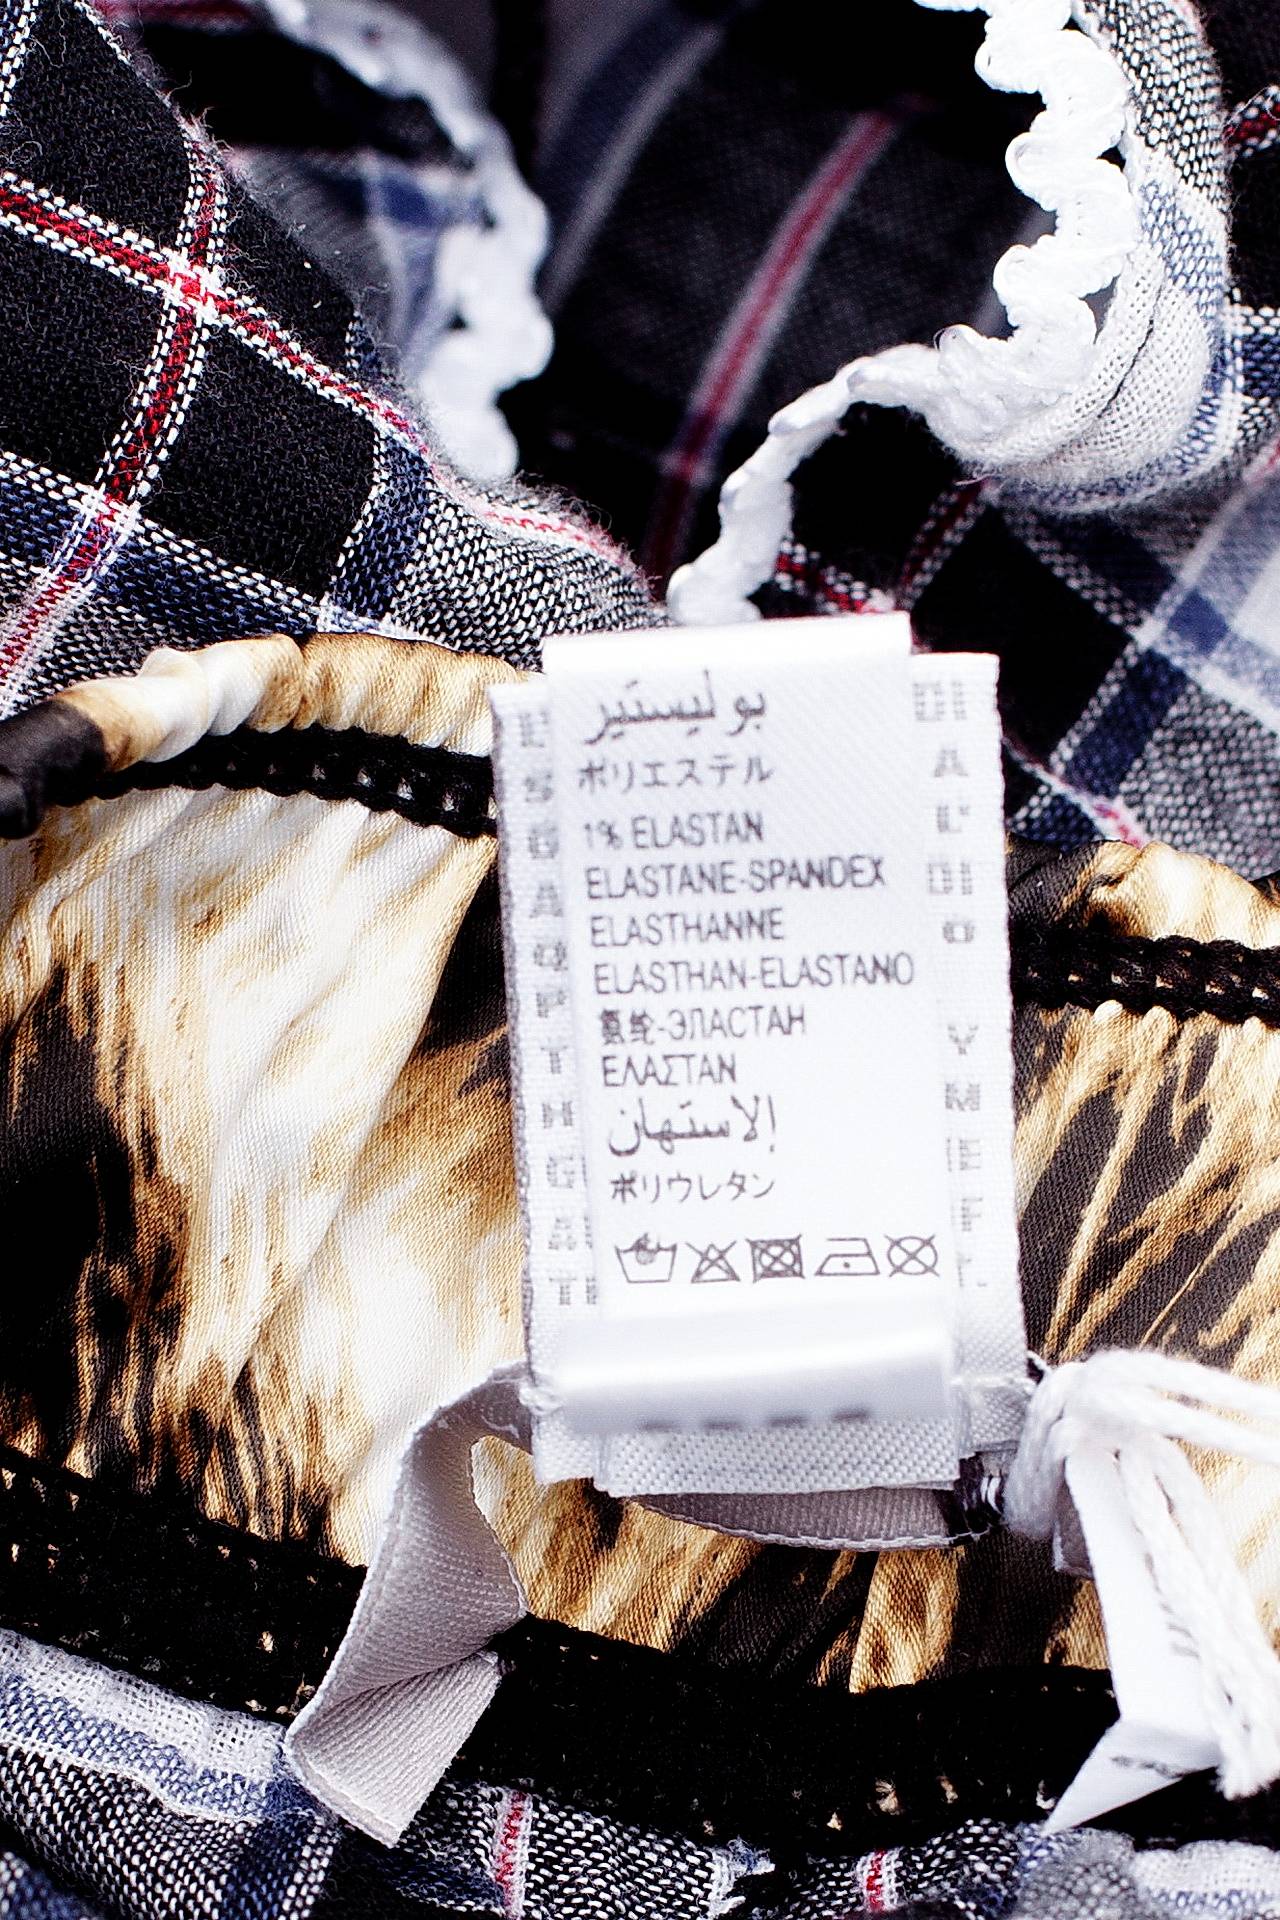 بوليستير
ポリエステル
1% ELASTAN
ELASTANE-SPANDEX
ELASTHANNE
ELASTHAN-ELASTANO
氨纶-ЭЛАСТАН
ΕΛΑΣΤΑΝ
الاستهان
ポリウレタン